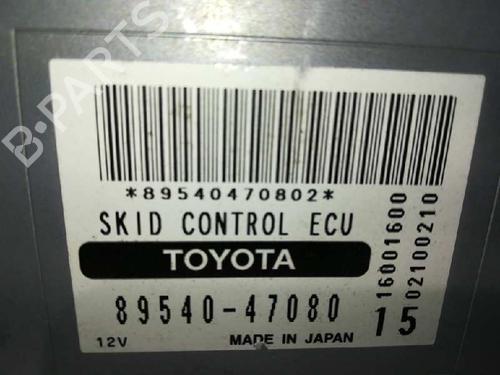 B-PARTS
*89540470802*
SKID CONTROL ECU
TOYOTA
89540-47080
12V MADE IN JAPAN
15
16001600
02100210